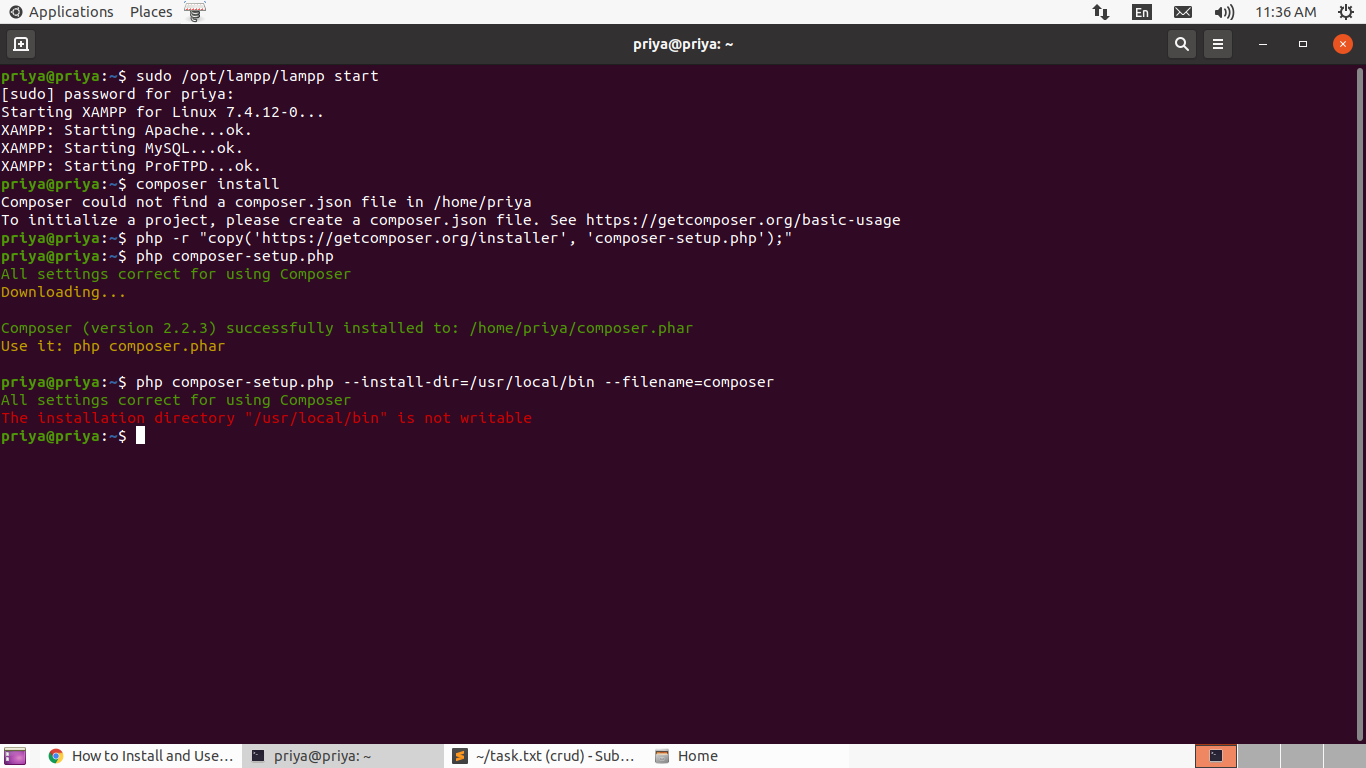 Applications Places En 11:36 AM
priya@priya: ~
priya@priya:~$ sudo /opt/lampp/lampp start
[sudo] password for priya:
Starting XAMPP for Linux 7.4.12-0...
XAMPP: Starting Apache...ok.
XAMPP: Starting MySQL...ok.
XAMPP: Starting ProFTPD...ok.
priya@priya:~$ composer install
Composer could not find a composer.json file in /home/priya
To initialize a project, please create a composer.json file. See https://getcomposer.org/basic-usage
priya@priya:~$ php -r "copy('https://getcomposer.org/installer', 'composer-setup.php');"
priya@priya:~$ php composer-setup.php
All settings correct for using Composer
Downloading...
Composer (version 2.2.3) successfully installed to: /home/priya/composer.phar
Use it: php composer.phar
priya@priya:~$ php composer-setup.php --install-dir=/usr/local/bin --filename=composer
All settings correct for using Composer
The installation directory "/usr/local/bin" is not writable
priya@priya:~$
How to Install and Use... priya@priya: ~ ~/task.txt (crud) - Sub... Home